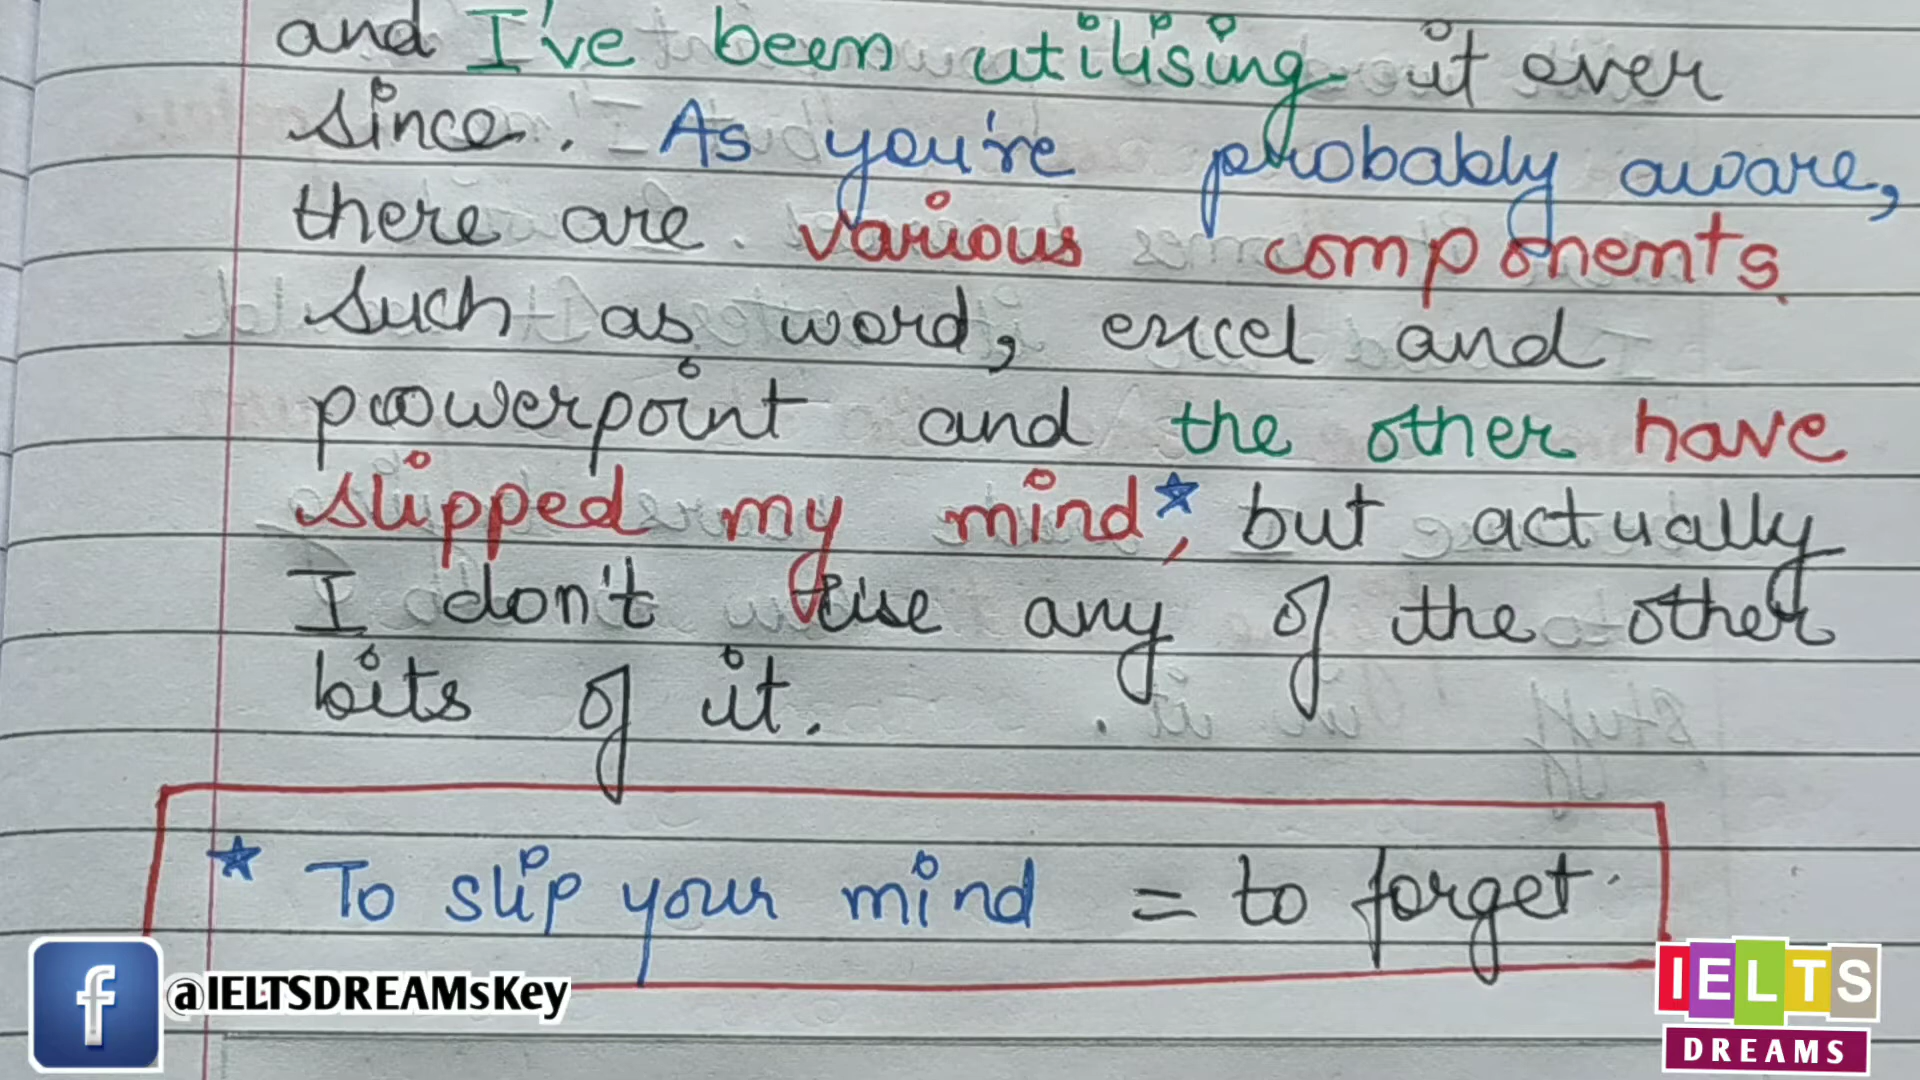 and I've been utilising it ever
since. As you're probably aware,
there are various components
such as word, excel and
powerpoint and the other have
slipped my mind*, but actually
I don't use any of the other
bits of it.
* To slip your mind = to forget.
f @IELTSDREAMsKey
IELTS
DREAMS